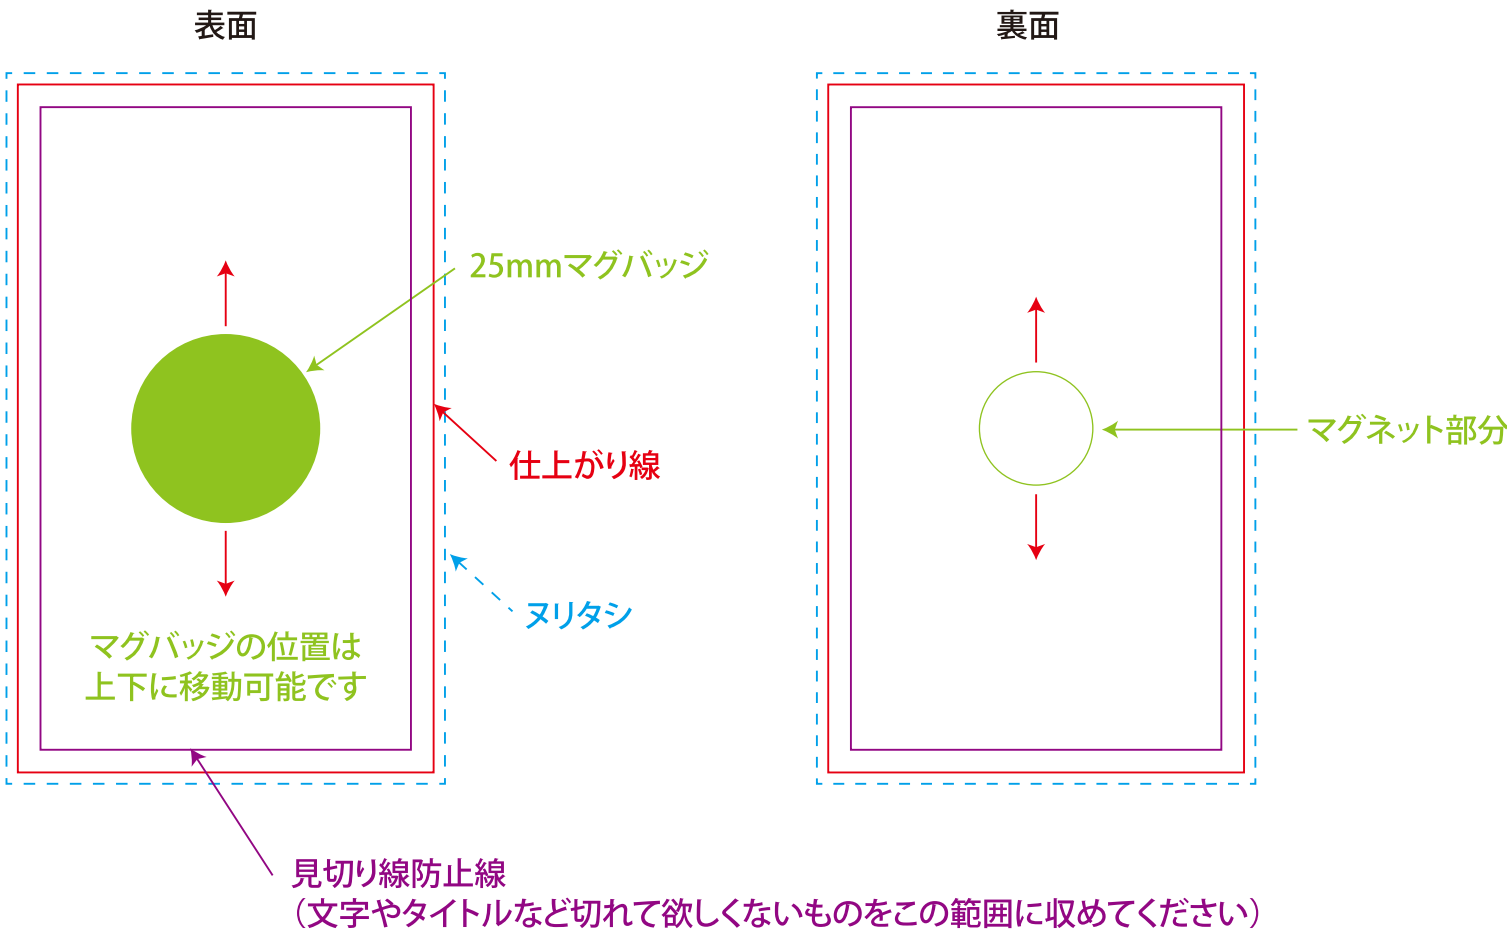 表面
裏面
25mmマグバッジ
マグネット部分
仕上がり線
ヌリタシ
マグバッジの位置は
上下に移動可能です
見切り線防止線
（文字やタイトルなど切れて欲しくないものをこの範囲に収めてください）